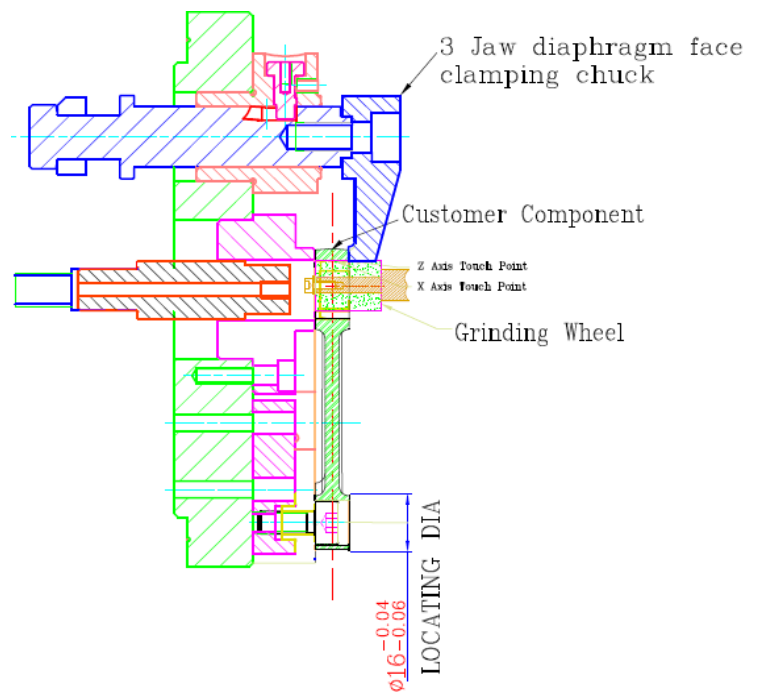 3 Jaw diaphragm face
clamping chuck
Customer Component
Z Axis Touch Point
X Axis Touch Point
Grinding Wheel
LOCATING DIA
⌀16-0.04
-0.06